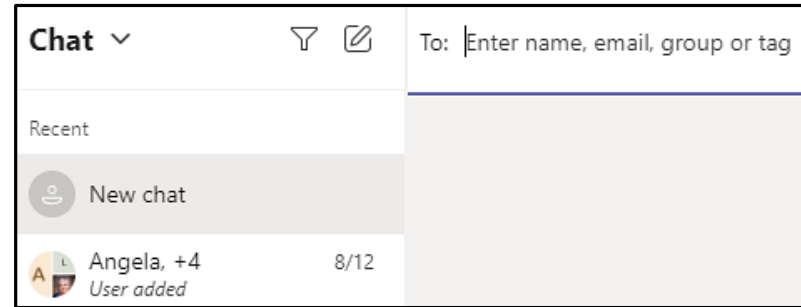 Chat
To: Enter name, email, group or tag
Recent
New chat
A L
Angela, +4 8/12
User added